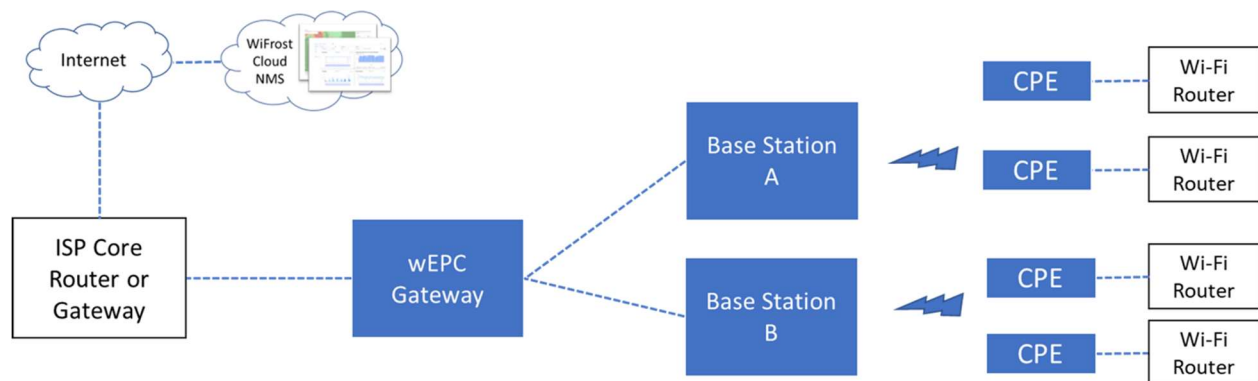 Internet
WiFrost
Cloud
NMS
ISP Core
Router or
Gateway
wEPC
Gateway
Base Station
A
Base Station
B
CPE
Wi-Fi
Router
CPE
Wi-Fi
Router
CPE
Wi-Fi
Router
CPE
Wi-Fi
Router